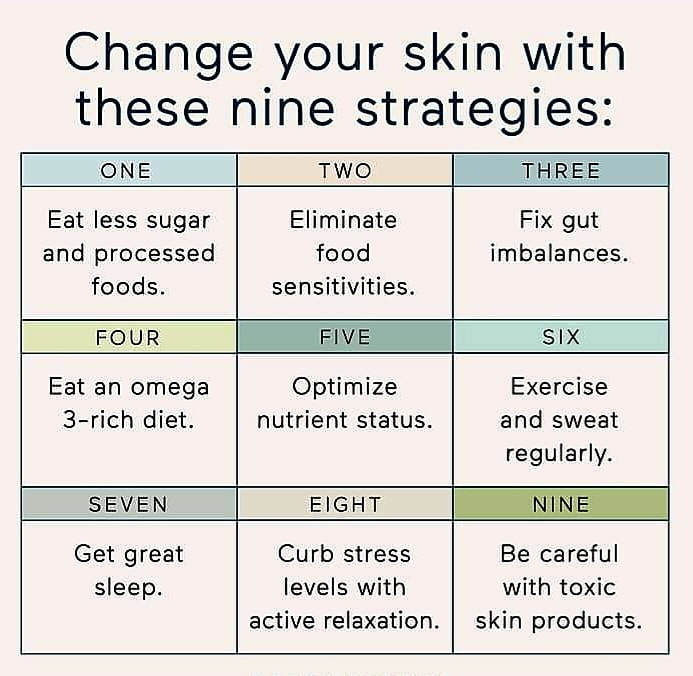 Change your skin with
these nine strategies:
ONE
Eat less sugar
and processed
foods.
TWO
Eliminate
food
sensitivities.
THREE
Fix gut
imbalances.
FOUR
Eat an omega
3-rich diet.
FIVE
Optimize
nutrient status.
SIX
Exercise
and sweat
regularly.
SEVEN
Get great
sleep.
EIGHT
Curb stress
levels with
active relaxation.
NINE
Be careful
with toxic
skin products.